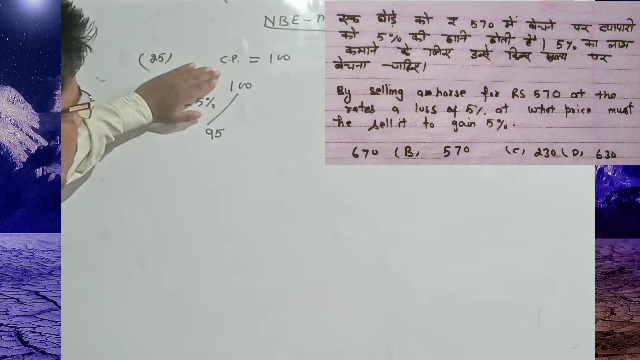 NBE-
(25) C.P. = 100
100
5%
95
एक घोड़े को ₹ 570 में बेचने पर व्यापारी
को 5% की हानि होती है। 5% का लाभ
कमाने के लिए उसे किस मूल्य पर
बेचना चाहिए।
By selling a horse for RS 570 at the
rates a loss of 5% at what price must
the sell it to gain 5%.
670 (B, 570 (C, 230 (D, 630